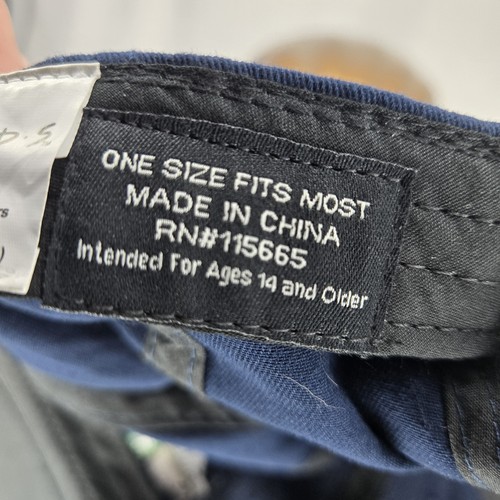 ONE SIZE FITS MOST
MADE IN CHINA
RN#115665
Intended For Ages 14 and Older